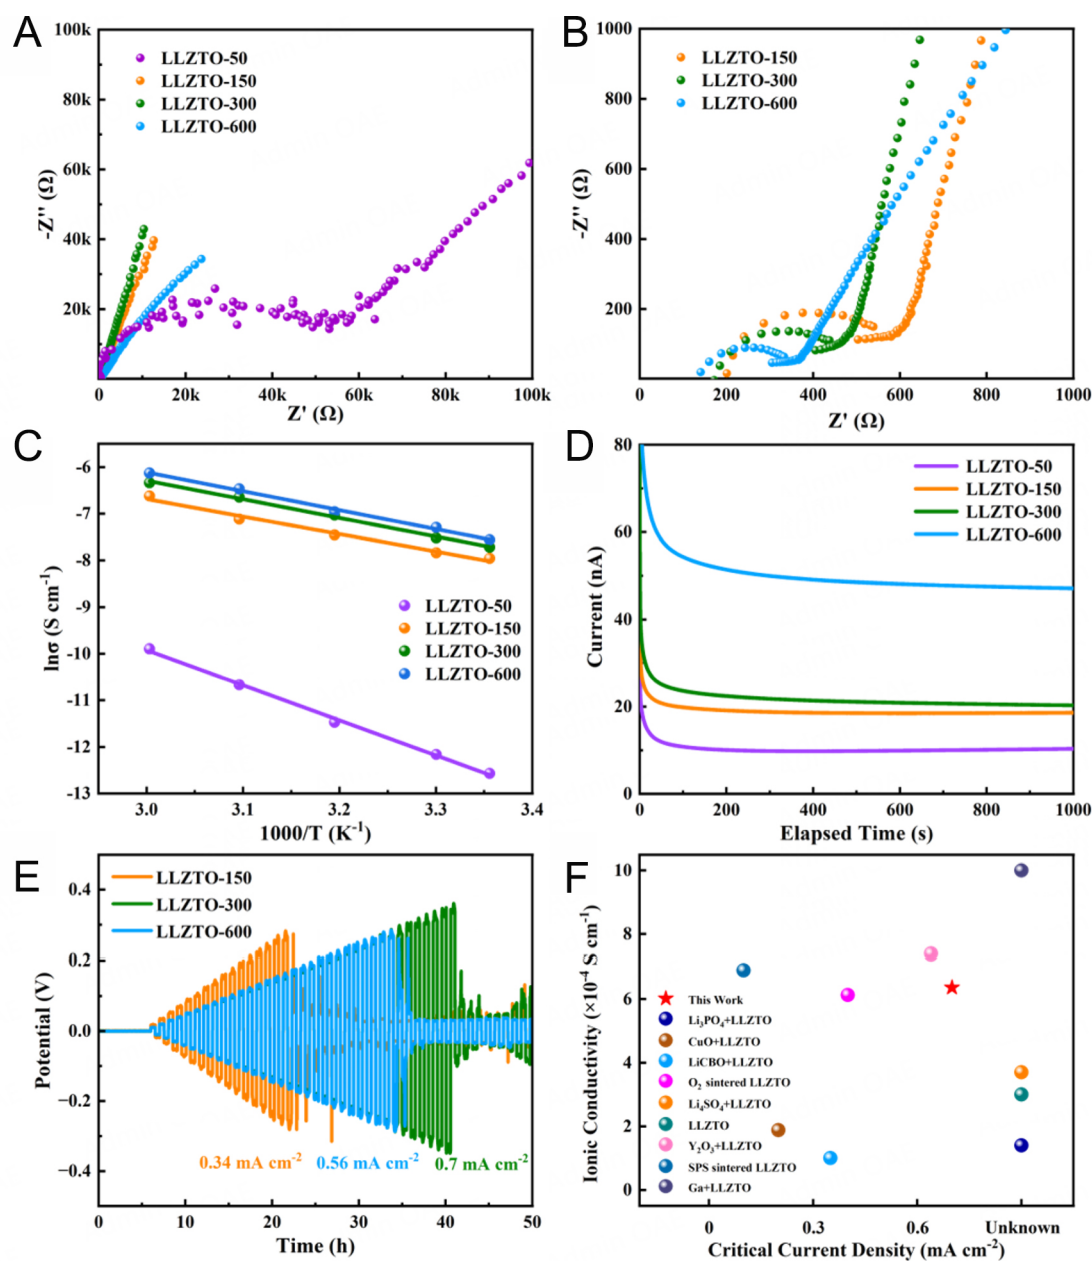 A
100k
80k
60k
40k
20k
-Z'' (Ω)
LLZTO-50
LLZTO-150
LLZTO-300
LLZTO-600
0 20k 40k 60k 80k 100k
Z' (Ω)
B
1000
800
600
400
200
-Z'' (Ω)
LLZTO-150
LLZTO-300
LLZTO-600
0 200 400 600 800 1000
Z' (Ω)
C
-6
-7
-8
-9
-10
-11
-12
-13
lnσ (S cm⁻¹)
LLZTO-50
LLZTO-150
LLZTO-300
LLZTO-600
3.0 3.1 3.2 3.3 3.4
1000/T (K⁻¹)
D
80
60
40
20
0
Current (nA)
LLZTO-50
LLZTO-150
LLZTO-300
LLZTO-600
0 200 400 600 800 1000
Elapsed Time (s)
E
0.4
0.2
0.0
−0.2
−0.4
Potential (V)
LLZTO-150
LLZTO-300
LLZTO-600
0.34 mA cm⁻² 0.56 mA cm⁻² 0.7 mA cm⁻²
0 10 20 30 40 50
Time (h)
F
10
8
6
4
2
0
Ionic Conductivity (×10⁻⁴ S cm⁻¹)
This Work
Li₃PO₄+LLZTO
CuO+LLZTO
LiCBO+LLZTO
O₂ sintered LLZTO
Li₄SO₄+LLZTO
LLZTO
Y₂O₃+LLZTO
SPS sintered LLZTO
Ga+LLZTO
0 0.3 0.6 Unknown
Critical Current Density (mA cm⁻²)